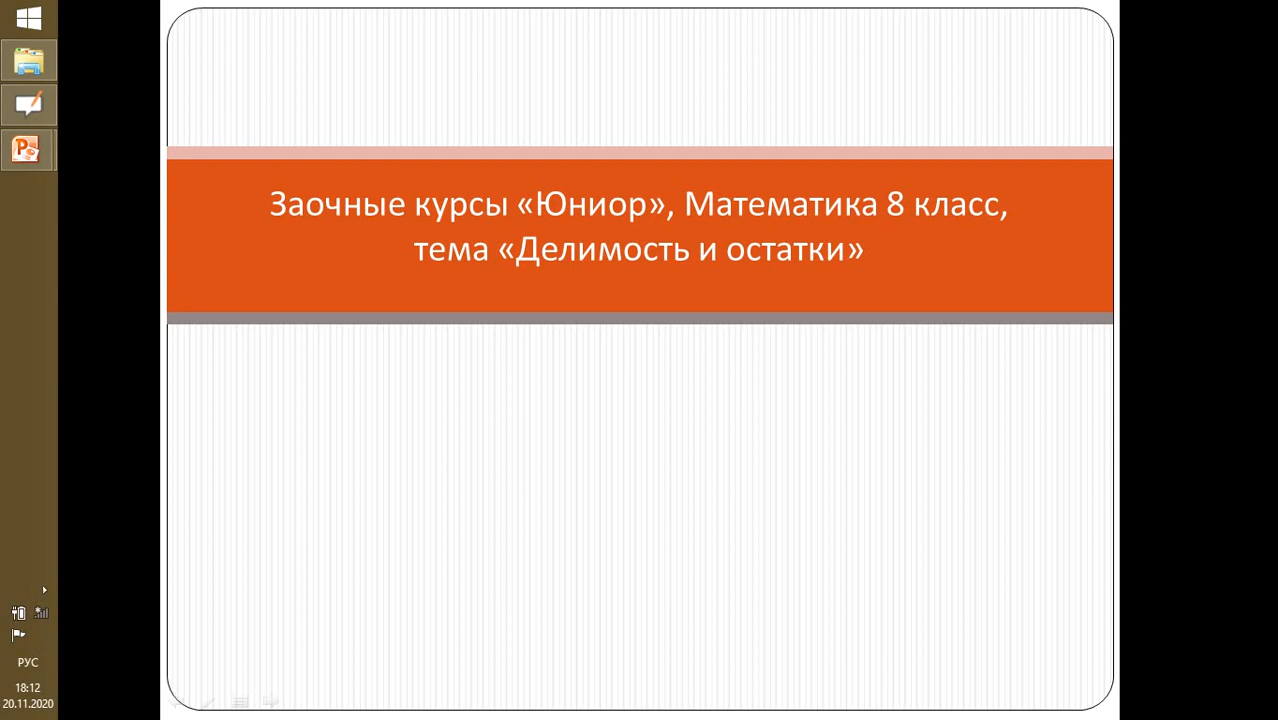 Заочные курсы «Юниор», Математика 8 класс,
тема «Делимость и остатки»
РУС
18:12
20.11.2020